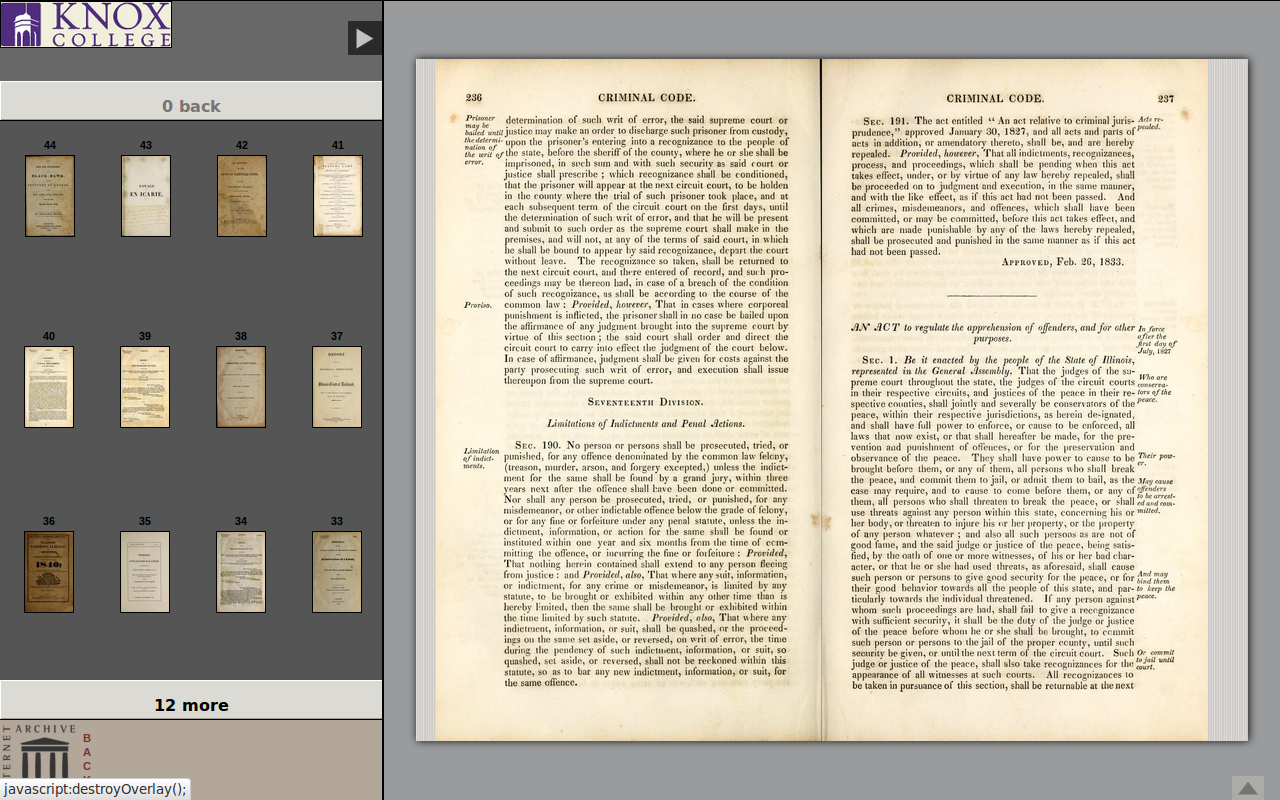 KNOX
COLLEGE
0 back
44 43 42 41
BLACK HAWK.
VOYAGE
EN ICARIE.
40 39 38 37
REPORT
36 35 34 33
1840:
12 more
INTERNET ARCHIVE
BACK
javascript:destroyOverlay();
236
CRIMINAL CODE.
Prisoner
may be
bailed until
the determi-
nation of
the writ of
error.
determination of such writ of error, the said supreme court or
justice may make an order to discharge such prisoner from custody,
upon the prisoner's entering into a recognizance to the people of
the state, before the sheriff of the county, where he or she shall be
imprisoned, in such sum and with such security as said court or
justice shall prescribe ; which recognizance shall be conditioned,
that the prisoner will appear at the next circuit court, to be holden
in the county where the trial of such prisoner took place, and at
each subsequent term of the circuit court on the first days, until
the determination of such writ of error, and that he will be present
and submit to such order as the supreme court shall make in the
premises, and will not, at any of the terms of said court, in which
he shall be bound to appear by said recognizance, depart the court
without leave. The recognizance so taken, shall be returned to
the next circuit court, and there entered of record, and such pro-
ceedings may be thereon had, in case of a breach of the condition
of such recognizance, as shall be according to the course of the
Proviso.
common law : Provided, however, That in cases where corporeal
punishment is inflicted, the prisoner shall in no case be bailed upon
the affirmance of any judgment brought into the supreme court by
virtue of this section ; the said court shall order and direct the
circuit court to carry into effect the judgment of the court below.
In case of affirmance, judgment shall be given for costs against the
party prosecuting such writ of error, and execution shall issue
thereupon from the supreme court.
SEVENTEENTH DIVISION.
Limitations of Indictments and Penal Actions.
Limitation
of indict-
ments.
SEC. 190. No person or persons shall be prosecuted, tried, or
punished, for any offence denominated by the common law felony,
(treason, murder, arson, and forgery excepted,) unless the indict-
ment for the same shall be found by a grand jury, within three
years next after the offence shall have been done or committed.
Nor shall any person be prosecuted, tried, or punished, for any
misdemeanor, or other indictable offence below the grade of felony,
or for any fine or forfeiture under any penal statute, unless the in-
dictment, information, or action for the same shall be found or
instituted within one year and six months from the time of com-
mitting the offence, or incurring the fine or forfeiture : Provided,
That nothing herein contained shall extend to any person fleeing
from justice : and Provided, also, That where any suit, information,
or indictment, for any crime or misdemeanor, is limited by any
statute, to be brought or exhibited within any other time than is
hereby limited, then the same shall be brought or exhibited within
the time limited by such statute. Provided, also, That where any
indictment, information, or suit, shall be quashed, or the proceed-
ings on the same set aside, or reversed, on writ of error, the time
during the pendency of such indictment, information, or suit, so
quashed, set aside, or reversed, shall not be reckoned within this
statute, so as to bar any new indictment, information, or suit, for
the same offence.
CRIMINAL CODE.
237
SEC. 191. The act entitled “ An act relative to criminal juris-
prudence,” approved January 30, 1827, and all acts and parts of
acts, in addition, or amendatory thereto, shall be, and are hereby
repealed. Provided, however, That all indictments, recognizances,
process, and proceedings, which shall be pending when this act
takes effect, under, or by virtue of any law hereby repealed, shall
be proceeded on to judgment and execution, in the same manner,
and with the like effect, as if this act had not been passed. And
all crimes, misdemeanors, and offences, which shall have been
committed, or may be committed, before this act takes effect, and
which are made punishable by any of the laws hereby repealed,
shall be prosecuted and punished in the same manner as if this act
had not been passed.
Acts re-
pealed.
APPROVED, Feb. 26, 1833.
AN ACT to regulate the apprehension of offenders, and for other
purposes.
In force
after the
first day of
July, 1827
SEC. 1. Be it enacted by the people of the State of Illinois,
represented in the General Assembly. That the judges of the su-
preme court throughout the state, the judges of the circuit courts
in their respective circuits, and justices of the peace in their re-
spective counties, shall jointly and severally be conservators of the
peace, within their respective jurisdictions, as herein designated,
and shall have full power to enforce, or cause to be enforced, all
laws that now exist, or that shall hereafter be made, for the pre-
vention and punishment of offences, or for the preservation and
observance of the peace. They shall have power to cause to be
brought before them, or any of them, all persons who shall break
the peace, and commit them to jail, or admit them to bail, as the
case may require, and to cause to come before them, or any of
them, all persons who shall threaten to break the peace, or shall
use threats against any person within this state, concerning his or
her body, or threaten to injure his or her property, or the property
of any person whatever ; and also all such persons as are not of
good fame, and the said judge or justice of the peace, being satis-
fied, by the oath of one or more witnesses, of his or her bad char-
acter, or that he or she had used threats, as aforesaid, shall cause
such person or persons to give good security for the peace, or for
their good behavior towards all the people of this state, and par-
ticularly towards the individual threatened. If any person against
whom such proceedings are had, shall fail to give a recognizance
with sufficient security, it shall be the duty of the judge or justice
of the peace before whom he or she shall be brought, to commit
such person or persons to the jail of the proper county, until such
security be given, or until the next term of the circuit court. Such
judge or justice of the peace, shall also take recognizances for the
appearance of all witnesses at such courts. All recognizances to
be taken in pursuance of this section, shall be returnable at the next
Who are
conserva-
tors of the
peace.
Their pow-
er.
May cause
offenders
to be arrest-
ed and com-
mitted.
And may
bind them
to keep the
peace.
Or commit
to jail until
court.